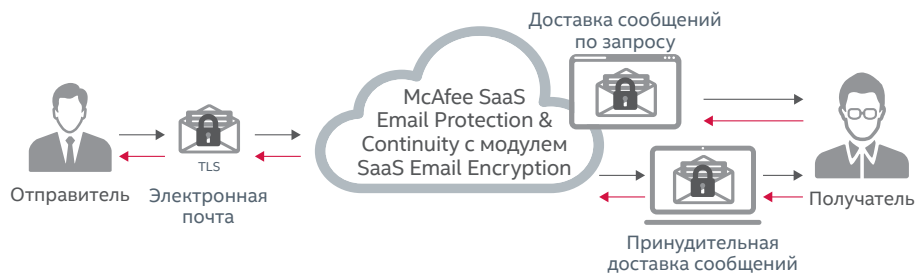 Доставка сообщений
по запросу
McAfee SaaS
Email Protection &
Continuity с модулем
SaaS Email Encryption
TLS
Отправитель
Электронная
почта
Получатель
Принудительная
доставка сообщений